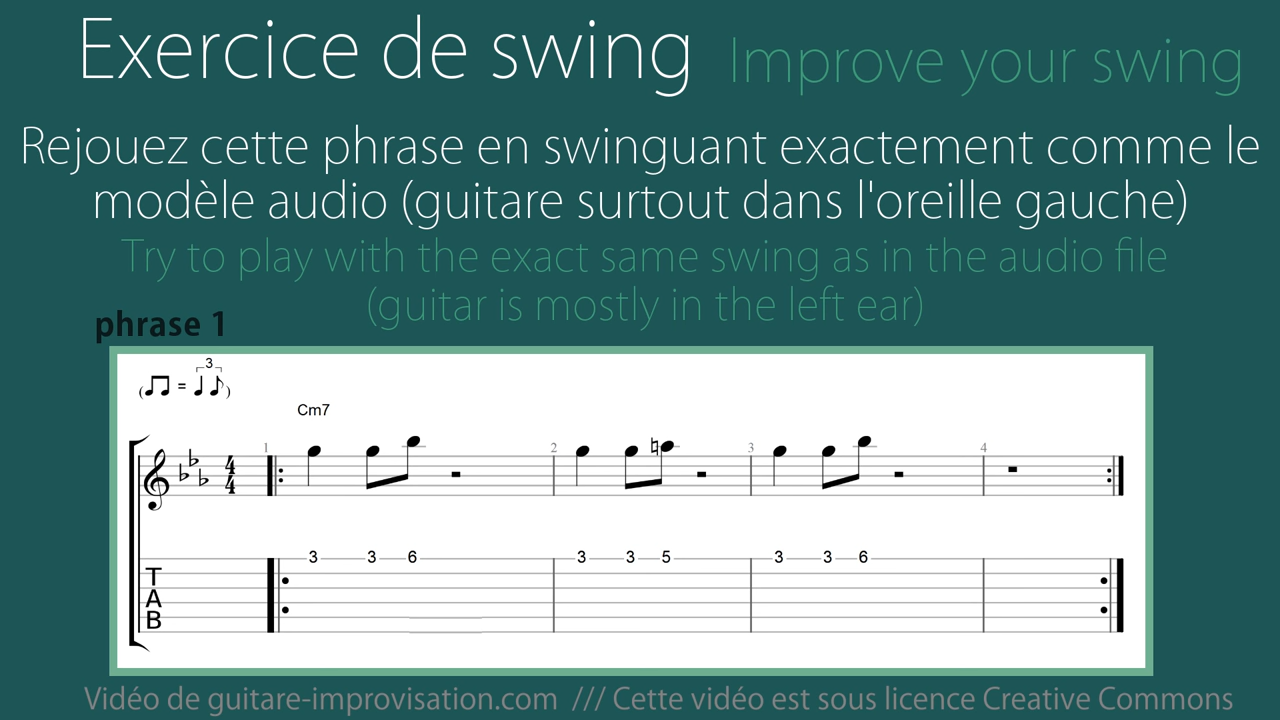 Exercice de swing Improve your swing
Rejouez cette phrase en swinguant exactement comme le
modèle audio (guitare surtout dans l'oreille gauche)
Try to play with the exact same swing as in the audio file
(guitar is mostly in the left ear)
phrase 1
3
( = )
Cm7
1 2 3 4
4
4
3 3 6 3 3 5 3 3 6
T
A
B
Vidéo de guitare-improvisation.com /// Cette vidéo est sous licence Creative Commons